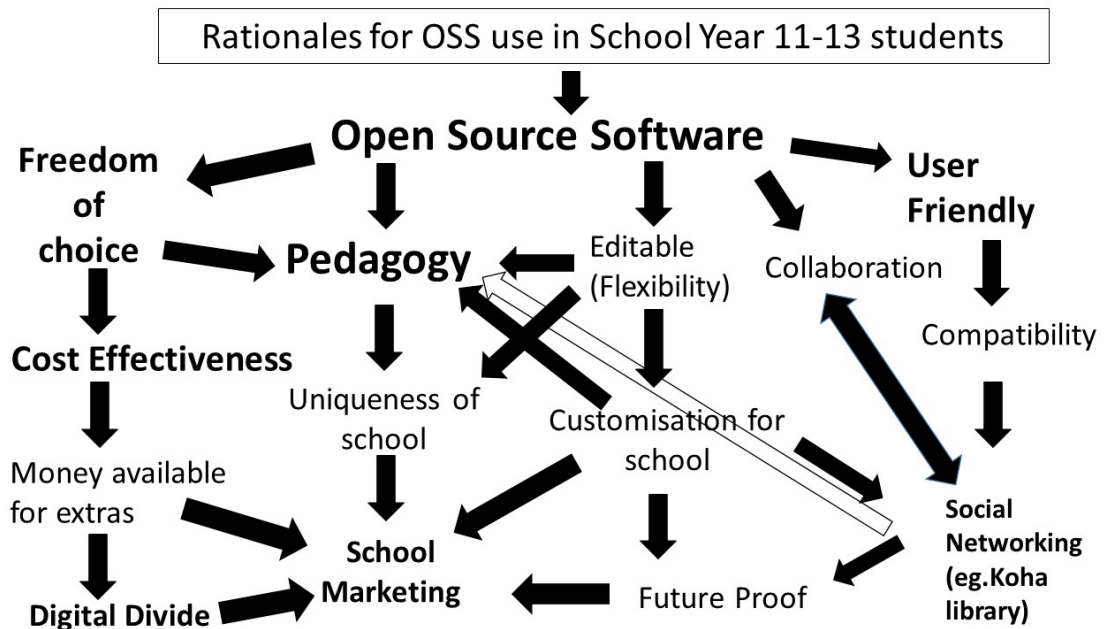 Rationales for OSS use in School Year 11-13 students
Open Source Software
Freedom
of
choice
User
Friendly
Pedagogy
Editable
(Flexibility)
Collaboration
Compatibility
Cost Effectiveness
Uniqueness of
school
Customisation for
school
Money available
for extras
Social
Networking
(eg.Koha
library)
School
Marketing
Future Proof
Digital Divide